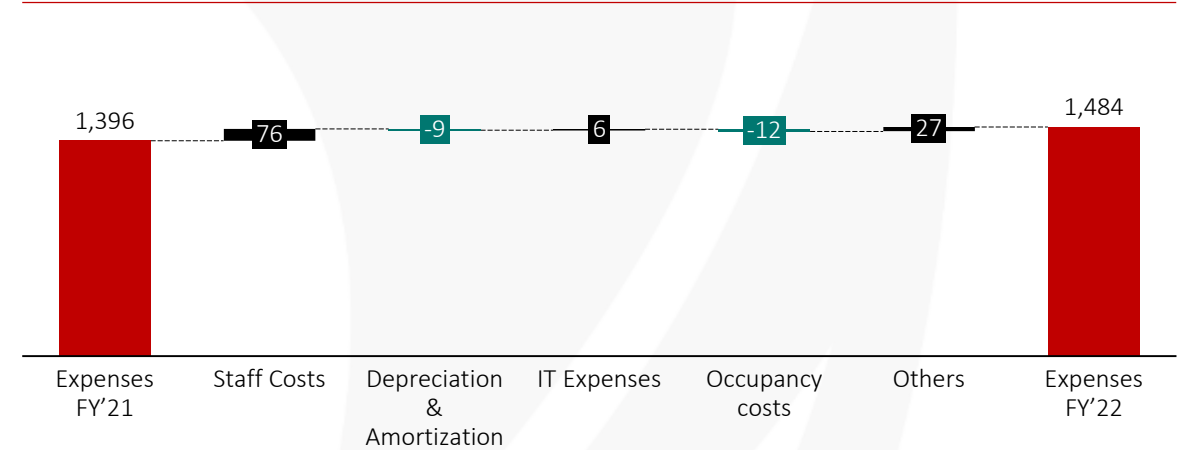 1,396
76
-9
6
-12
27
1,484
Expenses
FY’21
Staff Costs
Depreciation
&
Amortization
IT Expenses
Occupancy
costs
Others
Expenses
FY’22